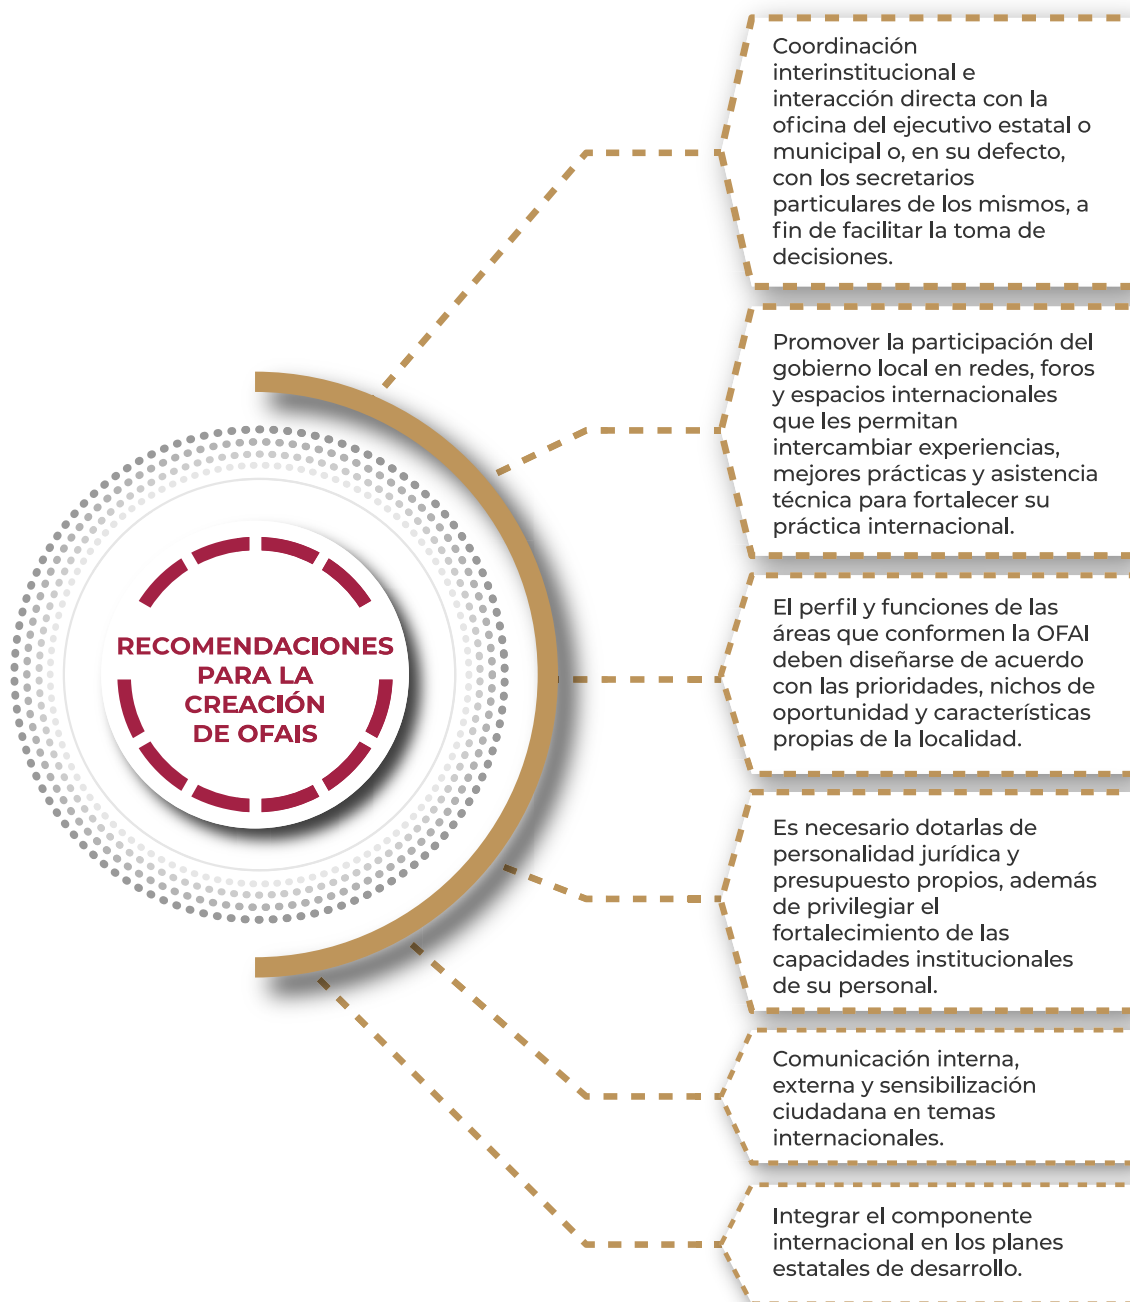 RECOMENDACIONES
PARA LA
CREACIÓN
DE OFAIS
Coordinación
interinstitucional e
interacción directa con la
oficina del ejecutivo estatal o
municipal o, en su defecto,
con los secretarios
particulares de los mismos, a
fin de facilitar la toma de
decisiones.
Promover la participación del
gobierno local en redes, foros
y espacios internacionales
que les permitan
intercambiar experiencias,
mejores prácticas y asistencia
técnica para fortalecer su
práctica internacional.
El perfil y funciones de las
áreas que conformen la OFAI
deben diseñarse de acuerdo
con las prioridades, nichos de
oportunidad y características
propias de la localidad.
Es necesario dotarlas de
personalidad jurídica y
presupuesto propios, además
de privilegiar el
fortalecimiento de las
capacidades institucionales
de su personal.
Comunicación interna,
externa y sensibilización
ciudadana en temas
internacionales.
Integrar el componente
internacional en los planes
estatales de desarrollo.